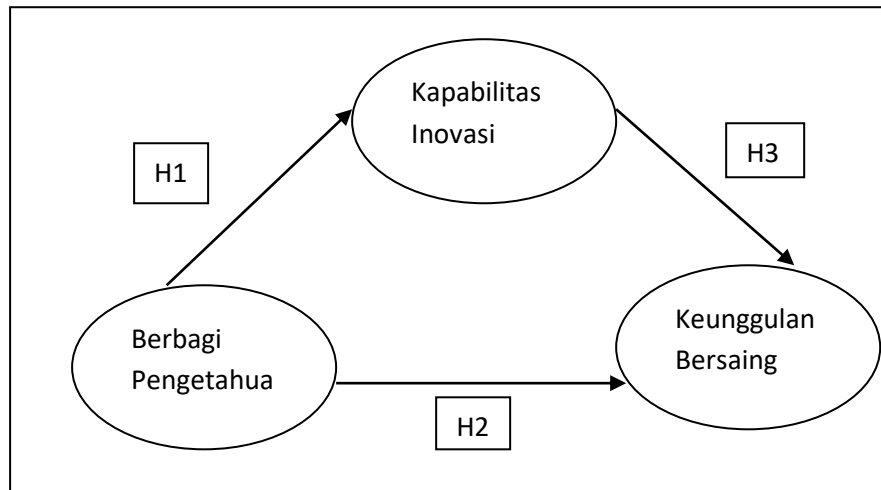 Kapabilitas
Inovasi
H1
H3
Berbagi
Pengetahua
Keunggulan
Bersaing
H2